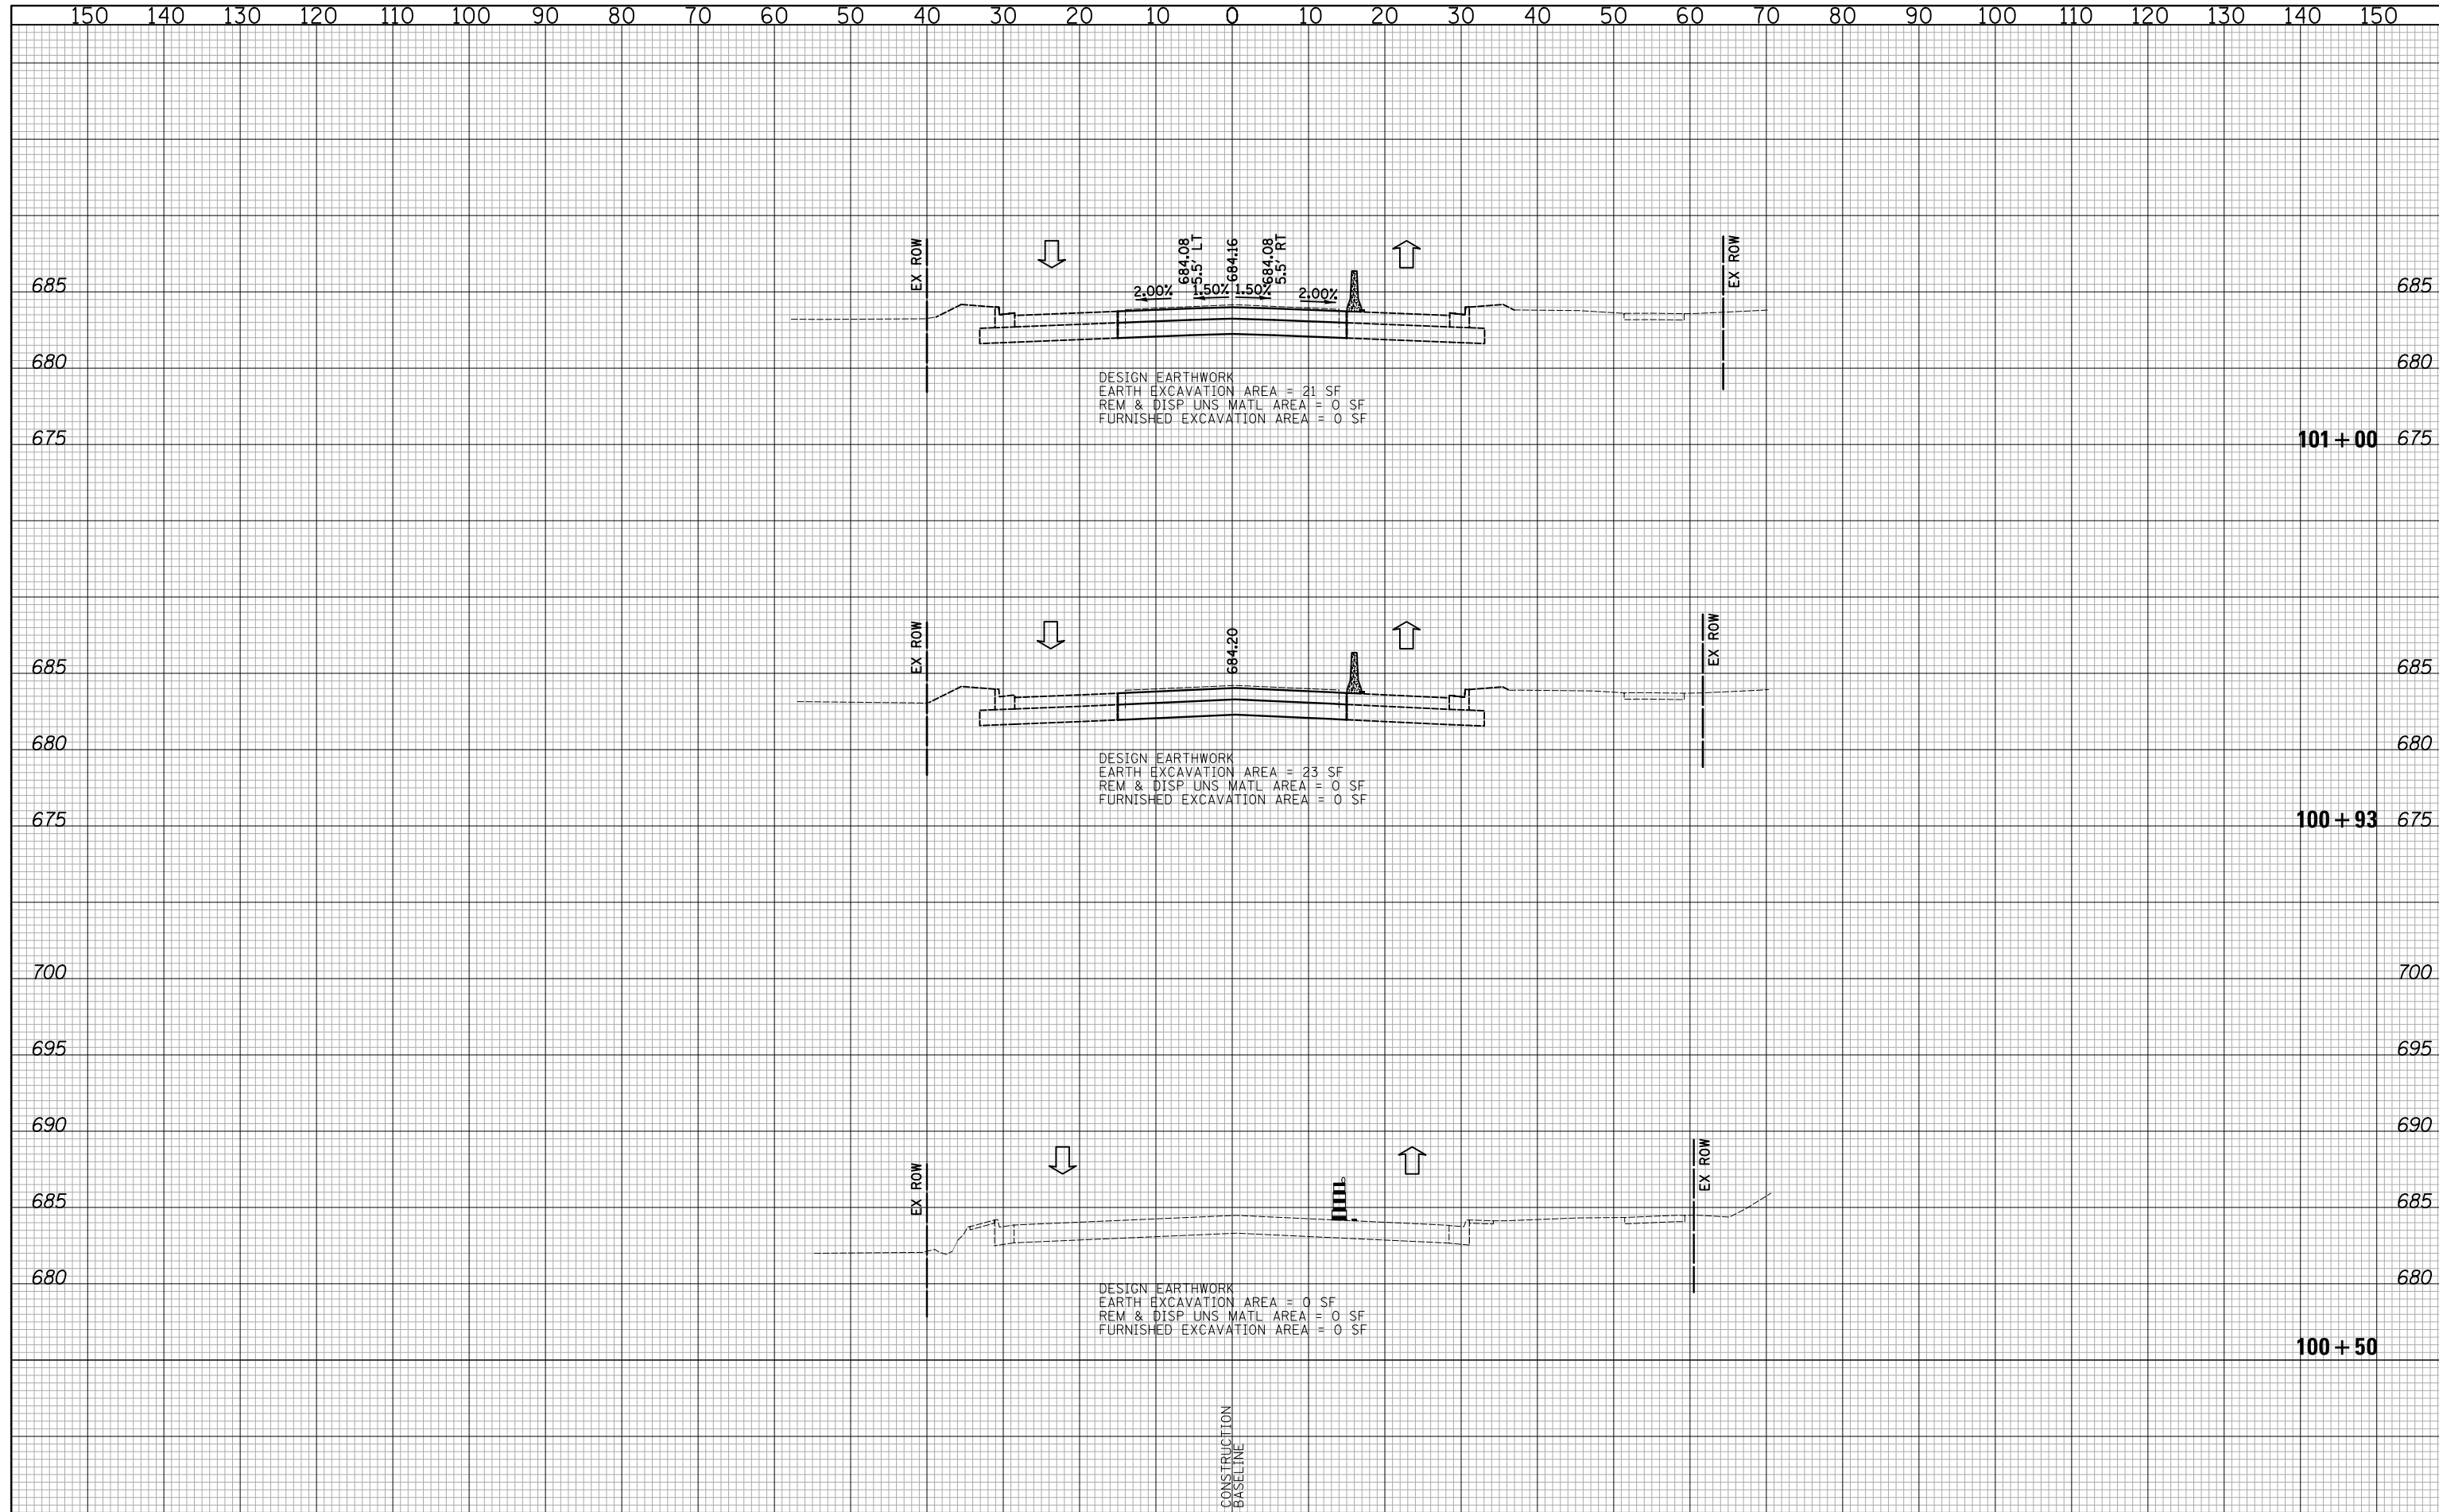 150 140 130 120 110 100 90 80 70 60 50 40 30 20 10 0 10 20 30 40 50 60 70 80 90 100 110 120 130 140 150
EX ROW
684.08
5.5' LT
684.16
684.08
5.5' RT
EX ROW
685
2.00%
1.50%
1.50%
2.00%
685
680
680
DESIGN EARTHWORK
EARTH EXCAVATION AREA = 21 SF
REM & DISP UNS MATL AREA = 0 SF
FURNISHED EXCAVATION AREA = 0 SF
675
101+00
675
EX ROW
684.20
EX ROW
685
685
680
680
DESIGN EARTHWORK
EARTH EXCAVATION AREA = 23 SF
REM & DISP UNS MATL AREA = 0 SF
FURNISHED EXCAVATION AREA = 0 SF
675
100+93
675
700
700
695
695
690
690
EX ROW
EX ROW
685
685
680
680
DESIGN EARTHWORK
EARTH EXCAVATION AREA = 0 SF
REM & DISP UNS MATL AREA = 0 SF
FURNISHED EXCAVATION AREA = 0 SF
100+50
CONSTRUCTION
BASELINE